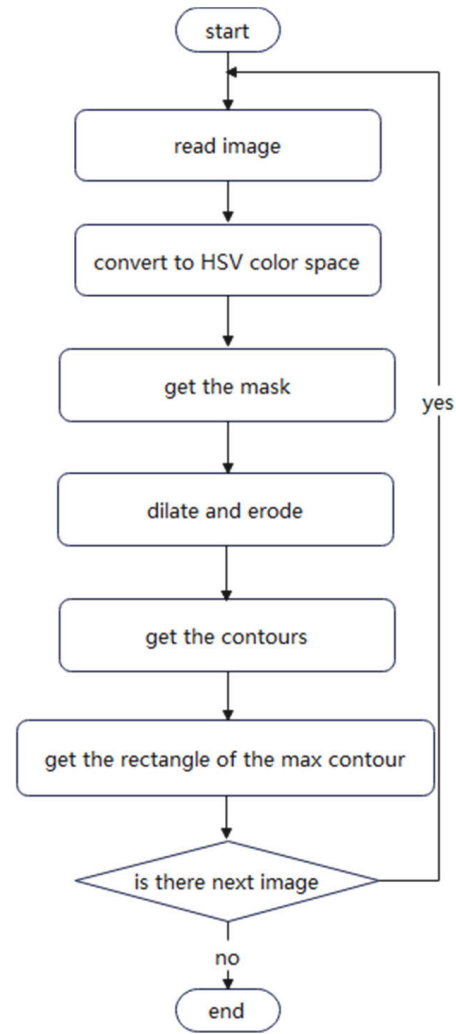 start
read image
convert to HSV color space
get the mask
yes
dilate and erode
get the contours
get the rectangle of the max contour
is there next image
no
end